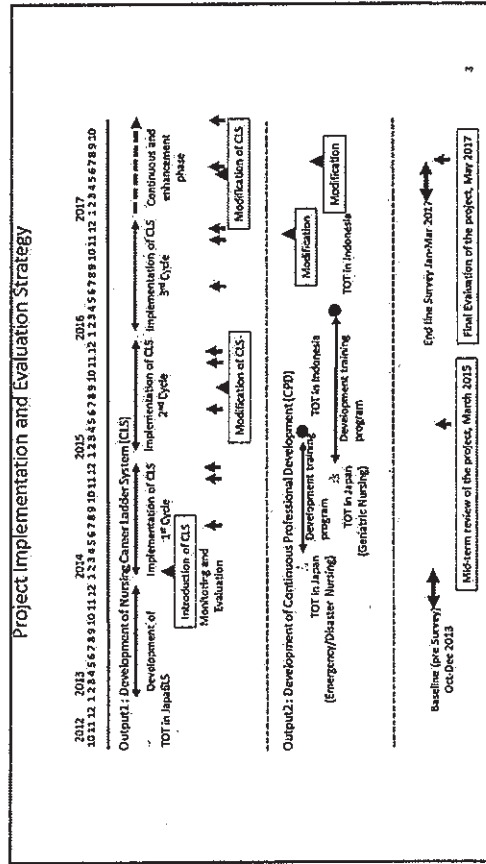 Project Implementation and Evaluation Strategy
2012 2013 2014 2015 2016 2017
10 11 12 1 2 3 4 5 6 7 8 9 10 11 12 1 2 3 4 5 6 7 8 9 10 11 12 1 2 3 4 5 6 7 8 9 10 11 12 1 2 3 4 5 6 7 8 9 10 11 12 1 2 3 4 5 6 7 8 9 10
Output1: Development of Nursing Career Ladder System (CLS)
Development of
TOT in Japan
CLS
Implementation of CLS
1st Cycle
Implementation of CLS
2nd Cycle
Implementation of CLS
3rd Cycle
Continuous and
enhancement
phase
Introduction of CLS
Monitoring and
Evaluation
Modification of CLS
Modification of CLS
Output2: Development of Continuous Professional Development (CPD)
TOT in Japan
(Emergency/Disaster Nursing)
Development training
program
TOT in Indonesia
TOT in Japan
(Geriatric Nursing)
Development training
program
TOT in Indonesia
Modification
Modification
Baseline (pre Survey)
Oct-Dec 2013
Mid-term review of the project, March 2015
End line Survey Jan-Mar 2017
Final Evaluation of the project, May 2017
3